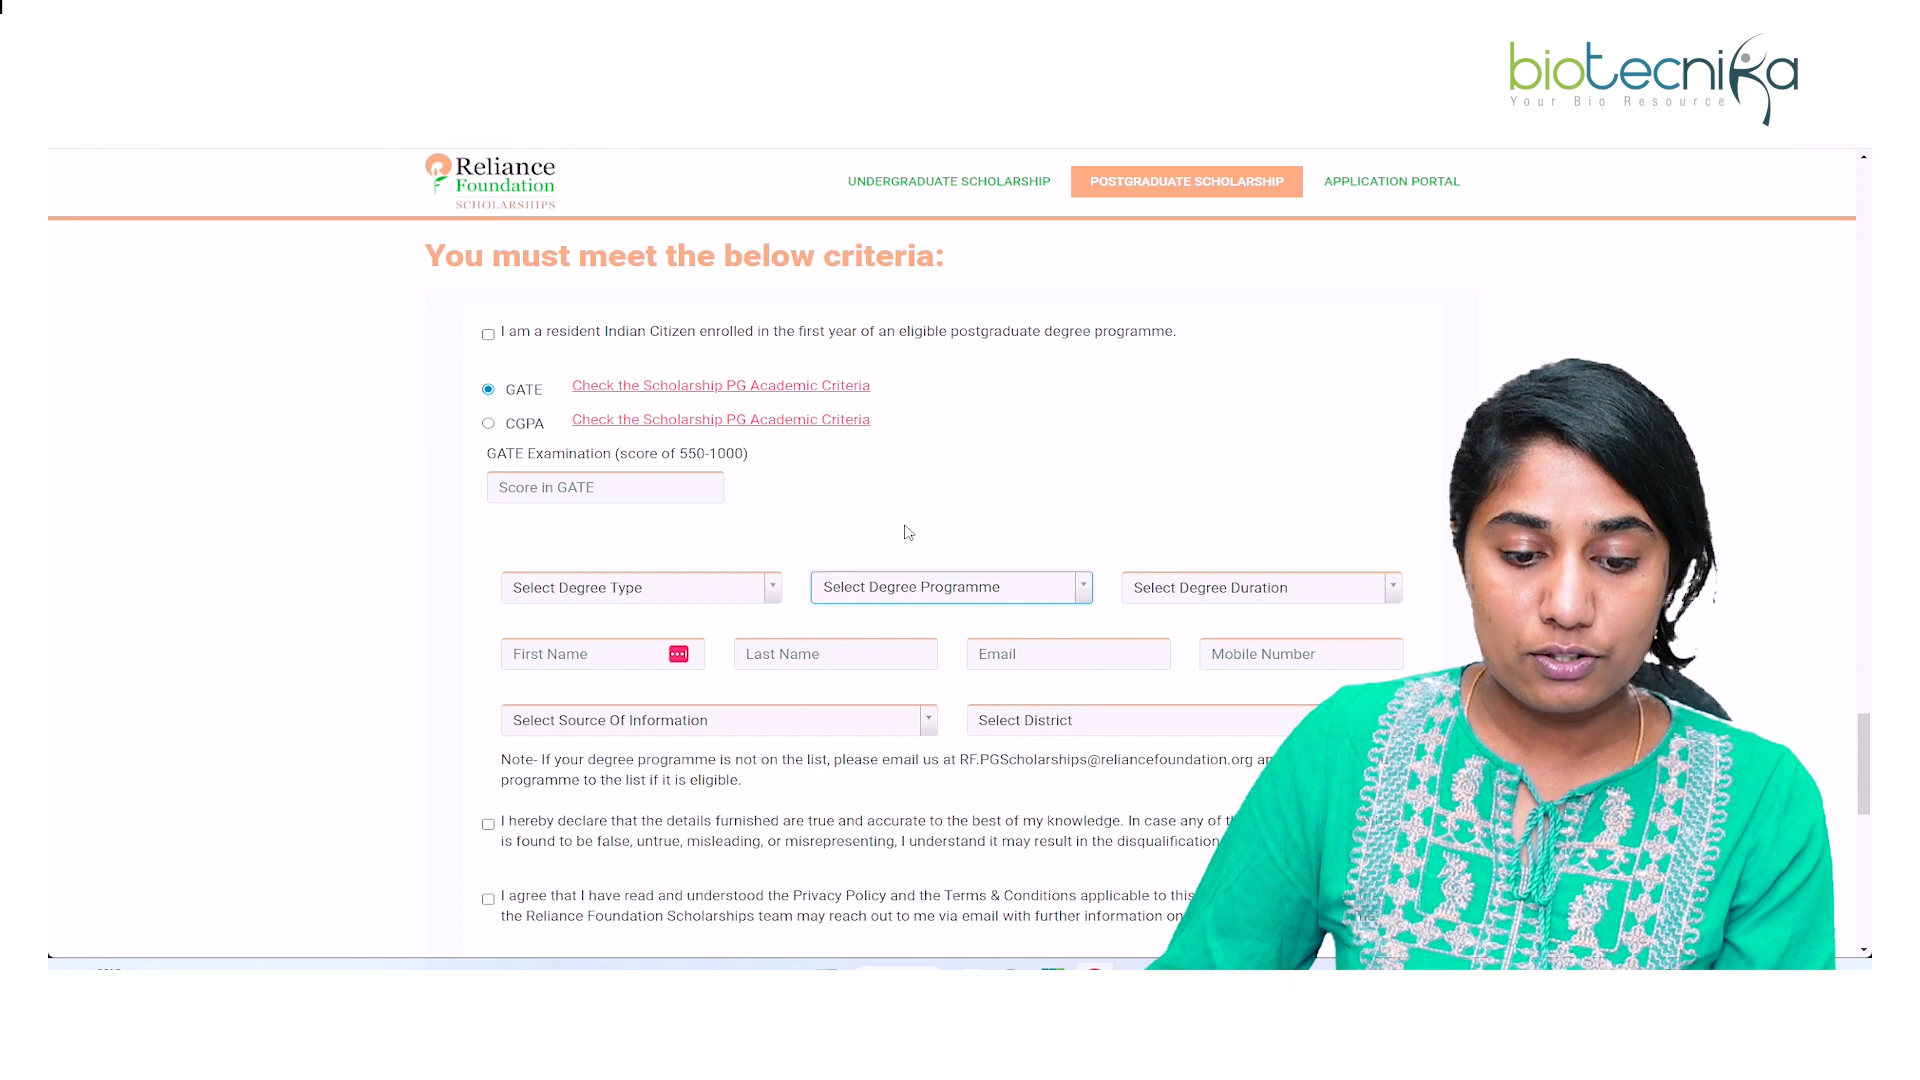 biotecnika
Your Bio Resource
Reliance
Foundation
SCHOLARSHIPS
UNDERGRADUATE SCHOLARSHIP
POSTGRADUATE SCHOLARSHIP
APPLICATION PORTAL
You must meet the below criteria:
I am a resident Indian Citizen enrolled in the first year of an eligible postgraduate degree programme.
GATE Check the Scholarship PG Academic Criteria
CGPA Check the Scholarship PG Academic Criteria
GATE Examination (score of 550-1000)
Score in GATE
Select Degree Type Select Degree Programme Select Degree Duration
First Name Last Name Email Mobile Number
Select Source Of Information Select District
Note- If your degree programme is not on the list, please email us at RF.PGScholarships@reliancefoundation.org
programme to the list if it is eligible.
I hereby declare that the details furnished are true and accurate to the best of my knowledge. In case any of
is found to be false, untrue, misleading, or misrepresenting, I understand it may result in the disqualification
I agree that I have read and understood the Privacy Policy and the Terms & Conditions applicable to this
the Reliance Foundation Scholarships team may reach out to me via email with further information on